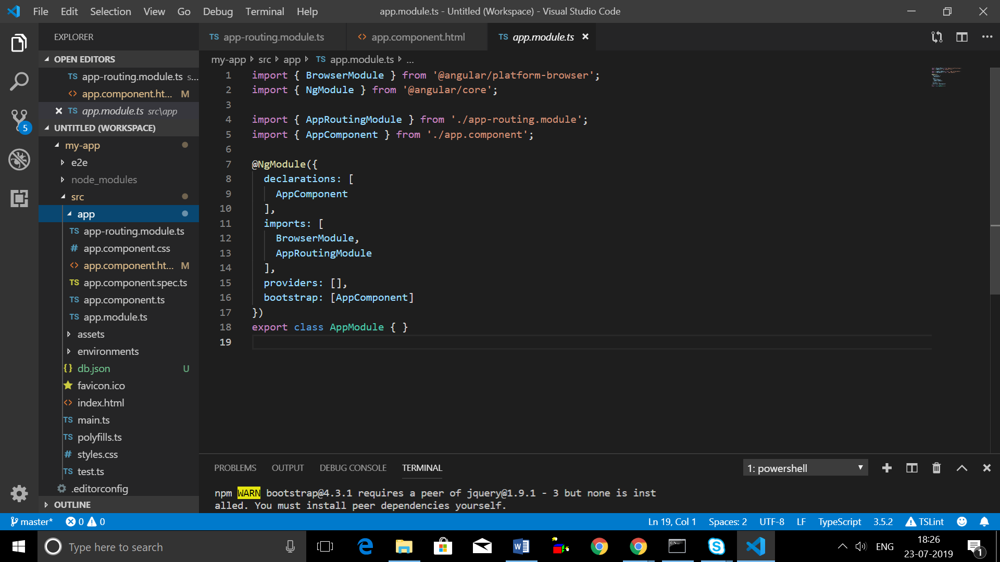 File Edit Selection View Go Debug Terminal Help
app.module.ts - Untitled (Workspace) - Visual Studio Code
EXPLORER
OPEN EDITORS
TS app-routing.module.ts s...
<> app.component.ht... M
TS app.module.ts src\app
UNTITLED (WORKSPACE)
5
my-app
e2e
node_modules
src
app
TS app-routing.module.ts
# app.component.css
<> app.component.ht... M
TS app.component.spec.ts
TS app.component.ts
TS app.module.ts
assets
environments
{} db.json U
favicon.ico
<> index.html
TS main.ts
TS polyfills.ts
# styles.css
TS test.ts
.editorconfig
OUTLINE
TS app-routing.module.ts
<> app.component.html
TS app.module.ts
my-app src app TS app.module.ts ...
1 import { BrowserModule } from '@angular/platform-browser';
2 import { NgModule } from '@angular/core';
3
4 import { AppRoutingModule } from './app-routing.module';
5 import { AppComponent } from './app.component';
6
7 @NgModule({
8 declarations: [
9 AppComponent
10 ],
11 imports: [
12 BrowserModule,
13 AppRoutingModule
14 ],
15 providers: [],
16 bootstrap: [AppComponent]
17 })
18 export class AppModule { }
19
PROBLEMS OUTPUT DEBUG CONSOLE TERMINAL
1: powershell
npm WARN bootstrap@4.3.1 requires a peer of jquery@1.9.1 - 3 but none is inst
alled. You must install peer dependencies yourself.
master* 0 0
Ln 19, Col 1 Spaces: 2 UTF-8 LF TypeScript 3.5.2 TSLint
Type here to search
ENG
18:26
23-07-2019
1